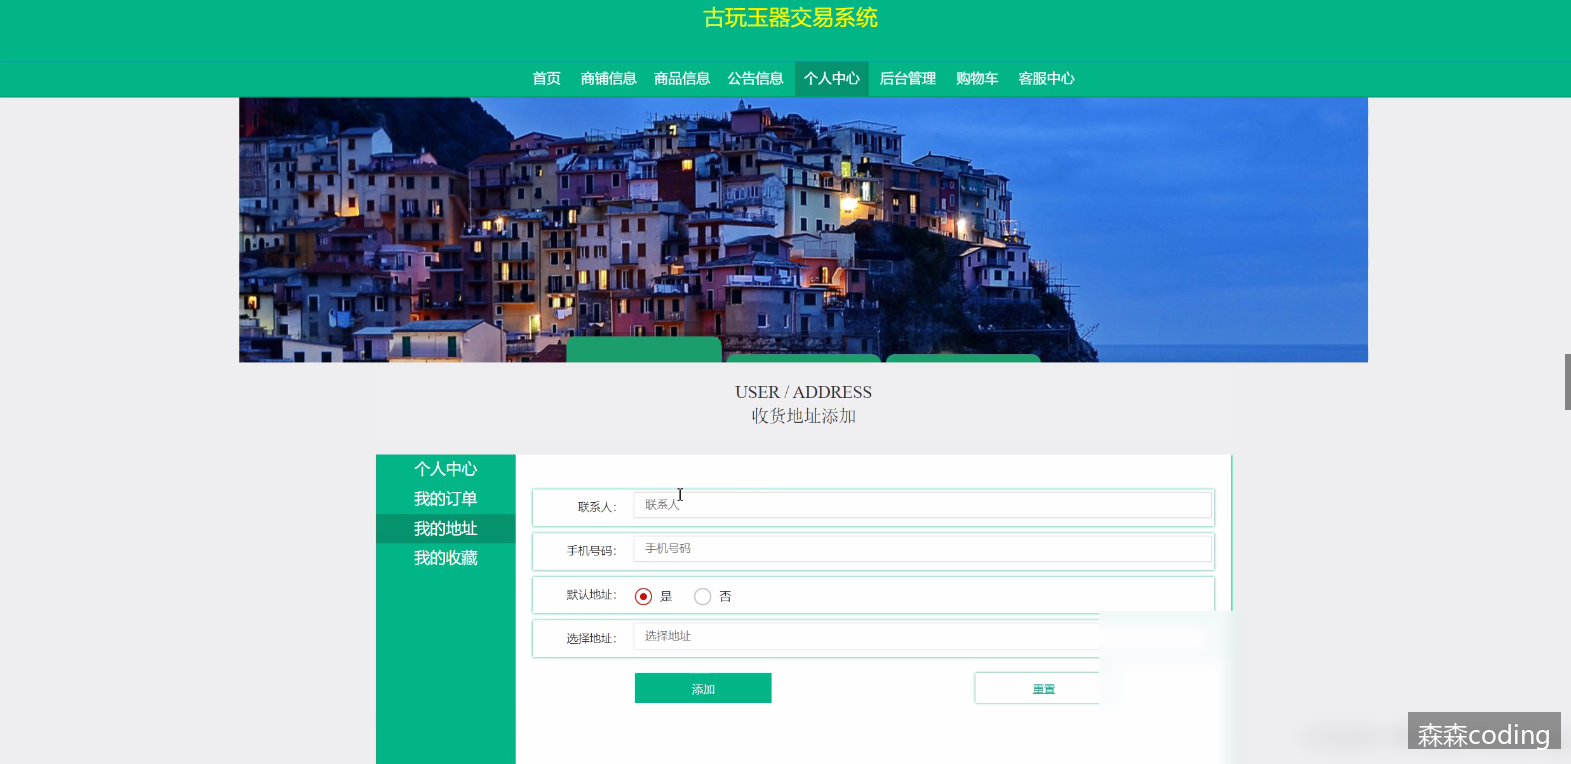 古玩玉器交易系统
首页 商铺信息 商品信息 公告信息 个人中心 后台管理 购物车 客服中心
USER / ADDRESS
收货地址添加
个人中心
我的订单
我的地址
我的收藏
联系人: 联系人
手机号码: 手机号码
默认地址: 是 否
选择地址: 选择地址
添加 重置
森森coding